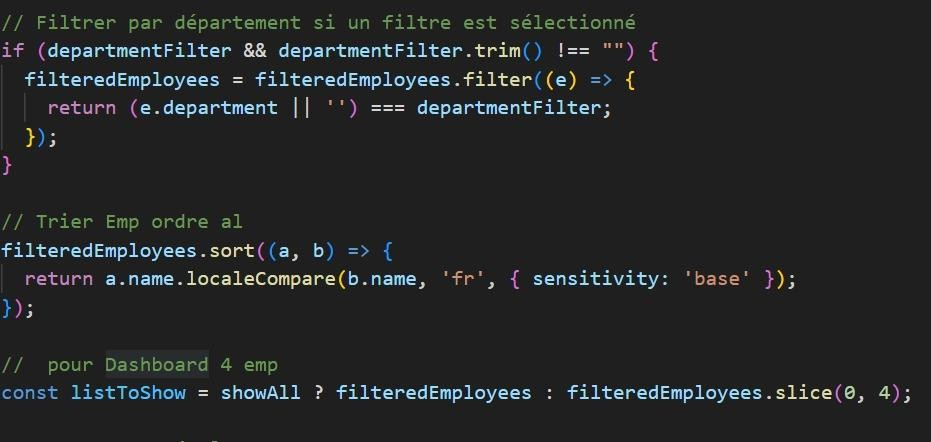 // Filtrer par département si un filtre est sélectionné
if (departmentFilter && departmentFilter.trim() !== "") {
  filteredEmployees = filteredEmployees.filter((e) => {
    return (e.department || '') === departmentFilter;
  });
}

// Trier Emp ordre al
filteredEmployees.sort((a, b) => {
  return a.name.localeCompare(b.name, 'fr', { sensitivity: 'base' });
});

//  pour Dashboard 4 emp
const listToShow = showAll ? filteredEmployees : filteredEmployees.slice(0, 4);